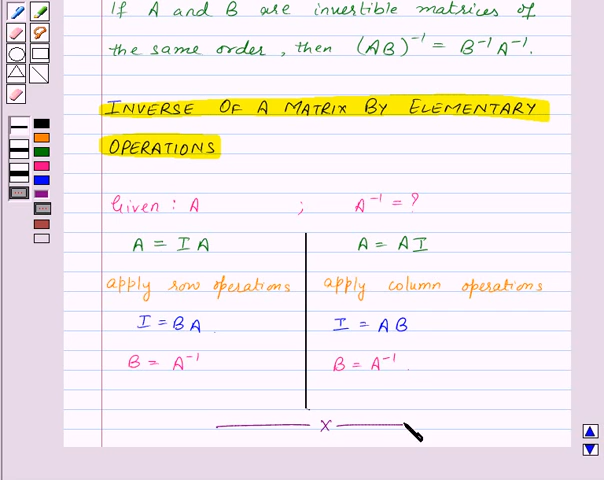 If A and B are invertible matrices of
the same order, then (AB)⁻¹ = B⁻¹A⁻¹.
INVERSE OF A MATRIX BY ELEMENTARY
OPERATIONS
Given : A ; A⁻¹ = ?
A = IA
apply row operations
I = BA
B = A⁻¹
A = AI
apply column operations
I = AB
B = A⁻¹.
x